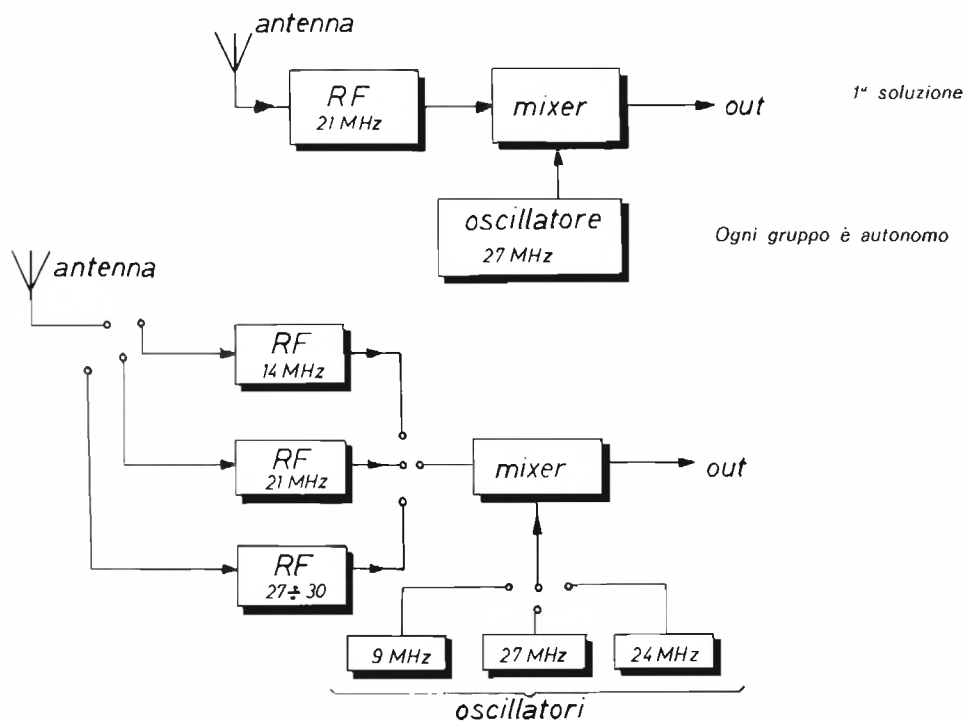 antenna
RF
21 MHz
mixer
out
1ª soluzione
oscillatore
27 MHz
Ogni gruppo è autonomo
antenna
RF
14 MHz
RF
21 MHz
mixer
out
RF
27÷30
9 MHz
27 MHz
24 MHz
oscillatori